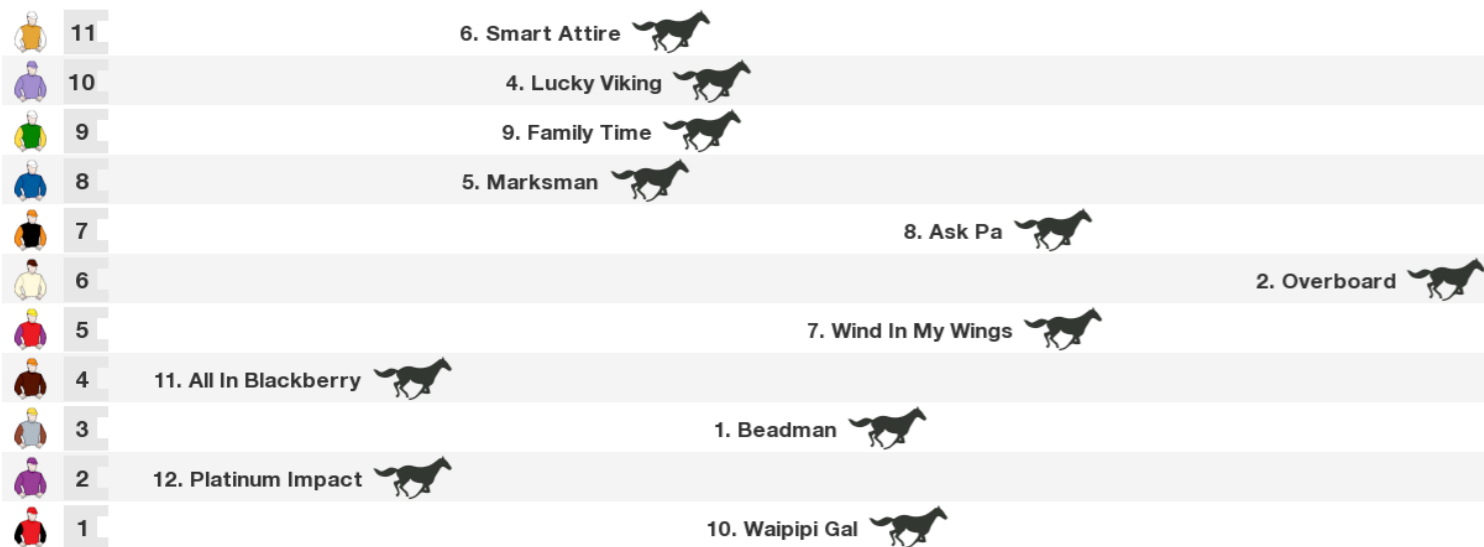 11 6. Smart Attire
10 4. Lucky Viking
9 9. Family Time
8 5. Marksman
7 8. Ask Pa
6 2. Overboard
5 7. Wind In My Wings
4 11. All In Blackberry
3 1. Beadman
2 12. Platinum Impact
1 10. Waipipi Gal